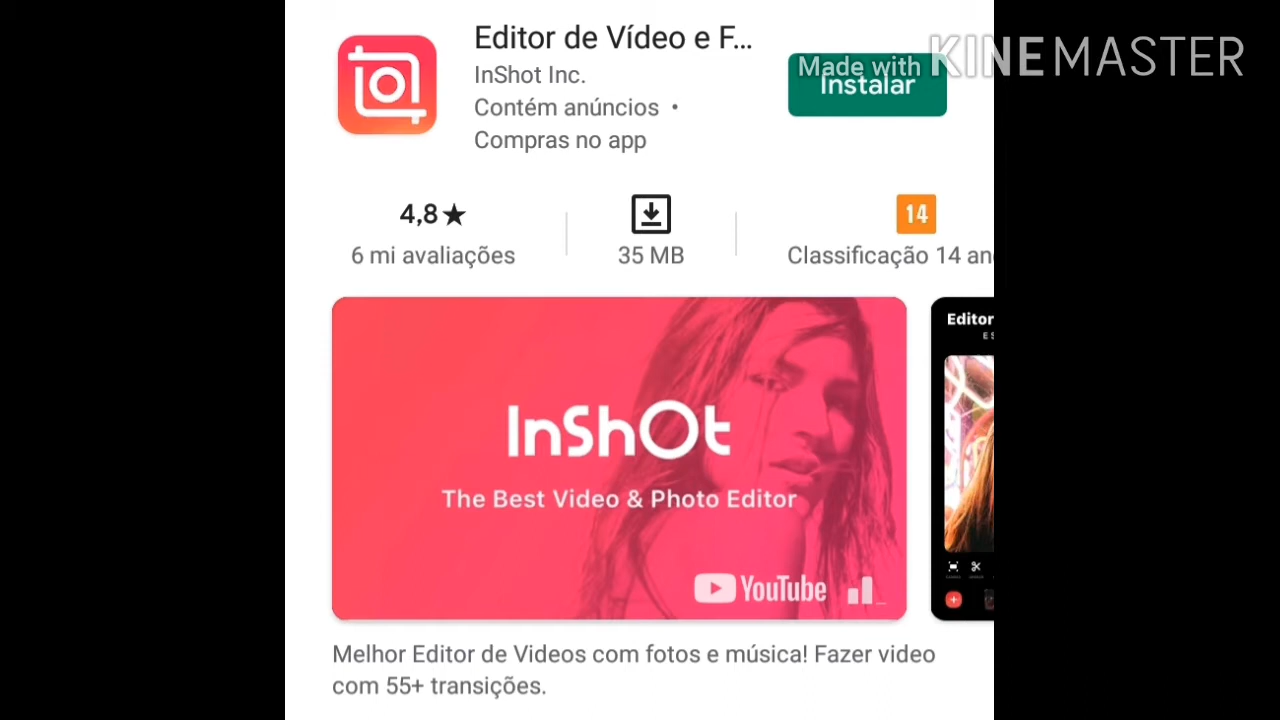 Editor de Vídeo e F...
InShot Inc.
Contém anúncios •
Compras no app
Made with KINEMASTER
Instalar
4,8★
6 mi avaliações
35 MB
14
Classificação 14 an
Editor
InShOt
The Best Video & Photo Editor
YouTube
Melhor Editor de Videos com fotos e música! Fazer video
com 55+ transições.